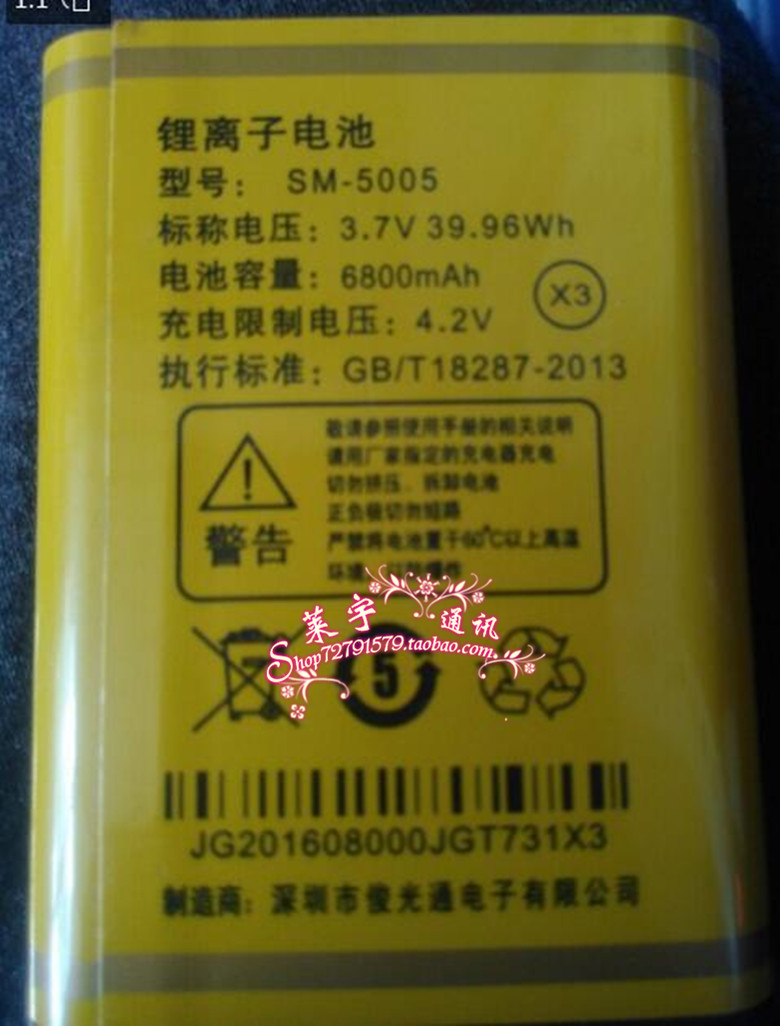 锂离子电池
型号： SM-5005
标称电压：3.7V 39.96Wh
电池容量：6800mAh
X3
充电限制电压：4.2V
执行标准：GB/T18287-2013
警告
敬请参照使用手册的相关说明
请用厂家指定的充电器充电
切勿挤压、拆卸电池
正负极切勿短路
严禁将电池置于60℃以上高温
环境
莱宇 通讯
Shop72791579.taobao.com
5
JG201608000JGT731X3
制造商：深圳市俊光通电子有限公司